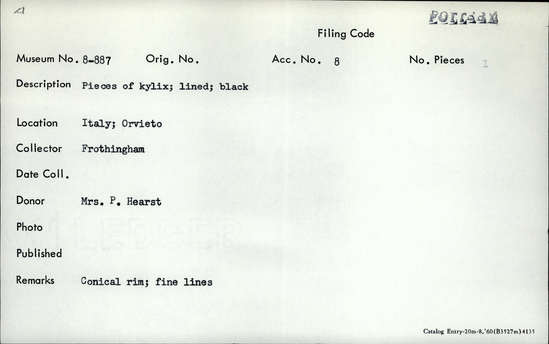 Filing Code
Museum No. 8-887 Orig. No. Acc. No. 8 No. Pieces 1
Description Pieces of kylix; lined; black
Location Italy; Orvieto
Collector Frothingham
Date Coll.
Donor Mrs. P. Hearst
Photo
Published
Remarks Conical rim; fine lines